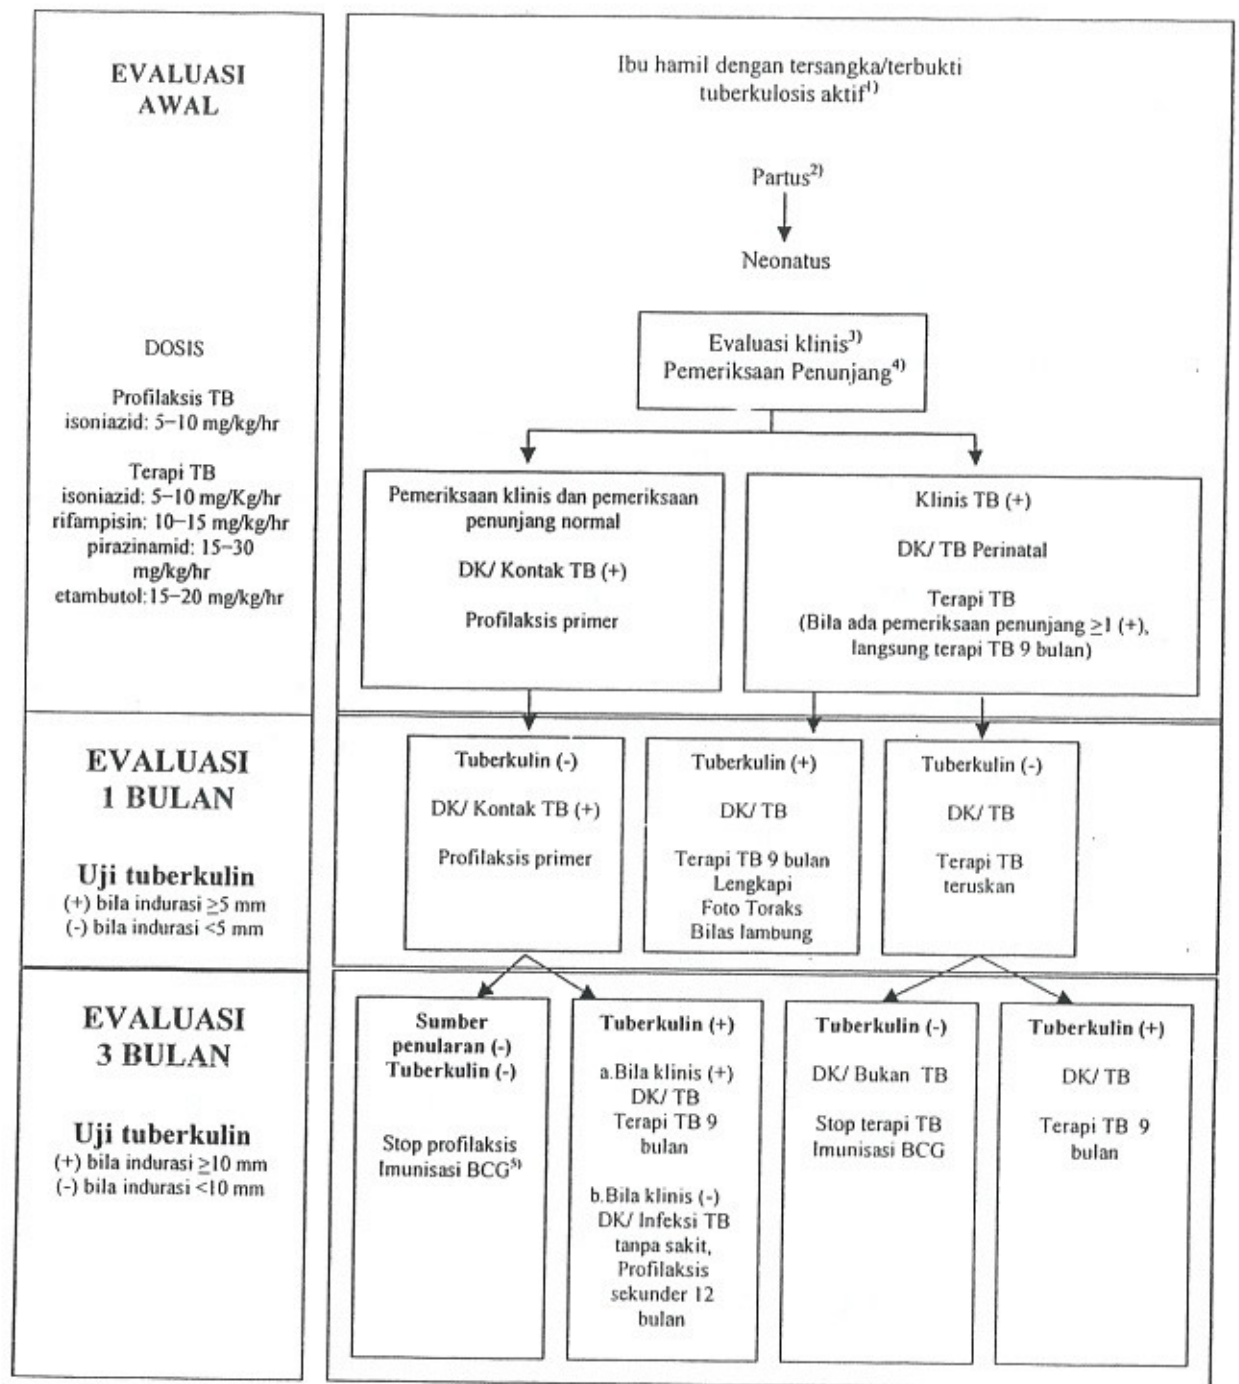 EVALUASI
AWAL
DOSIS
Profilaksis TB
isoniazid: 5–10 mg/kg/hr
Terapi TB
isoniazid: 5–10 mg/Kg/hr
rifampisin: 10–15 mg/kg/hr
pirazinamid: 15–30
mg/kg/hr
etambutol:15–20 mg/kg/hr
Ibu hamil dengan tersangka/terbukti
tuberkulosis aktif¹⁾
Partus²⁾
Neonatus
Evaluasi klinis³⁾
Pemeriksaan Penunjang⁴⁾
Pemeriksaan klinis dan pemeriksaan
penunjang normal
DK/ Kontak TB (+)
Profilaksis primer
Klinis TB (+)
DK/ TB Perinatal
Terapi TB
(Bila ada pemeriksaan penunjang ≥1 (+),
langsung terapi TB 9 bulan)
EVALUASI
1 BULAN
Uji tuberkulin
(+) bila indurasi ≥5 mm
(-) bila indurasi <5 mm
Tuberkulin (-)
DK/ Kontak TB (+)
Profilaksis primer
Tuberkulin (+)
DK/ TB
Terapi TB 9 bulan
Lengkapi
Foto Toraks
Bilas lambung
Tuberkulin (-)
DK/ TB
Terapi TB
teruskan
EVALUASI
3 BULAN
Uji tuberkulin
(+) bila indurasi ≥10 mm
(-) bila indurasi <10 mm
Sumber
penularan (-)
Tuberkulin (-)
Stop profilaksis
Imunisasi BCG⁵⁾
Tuberkulin (+)
a.Bila klinis (+)
DK/ TB
Terapi TB 9
bulan
b.Bila klinis (-)
DK/ Infeksi TB
tanpa sakit,
Profilaksis
sekunder 12
bulan
Tuberkulin (-)
DK/ Bukan TB
Stop terapi TB
Imunisasi BCG
Tuberkulin (+)
DK/ TB
Terapi TB 9
bulan